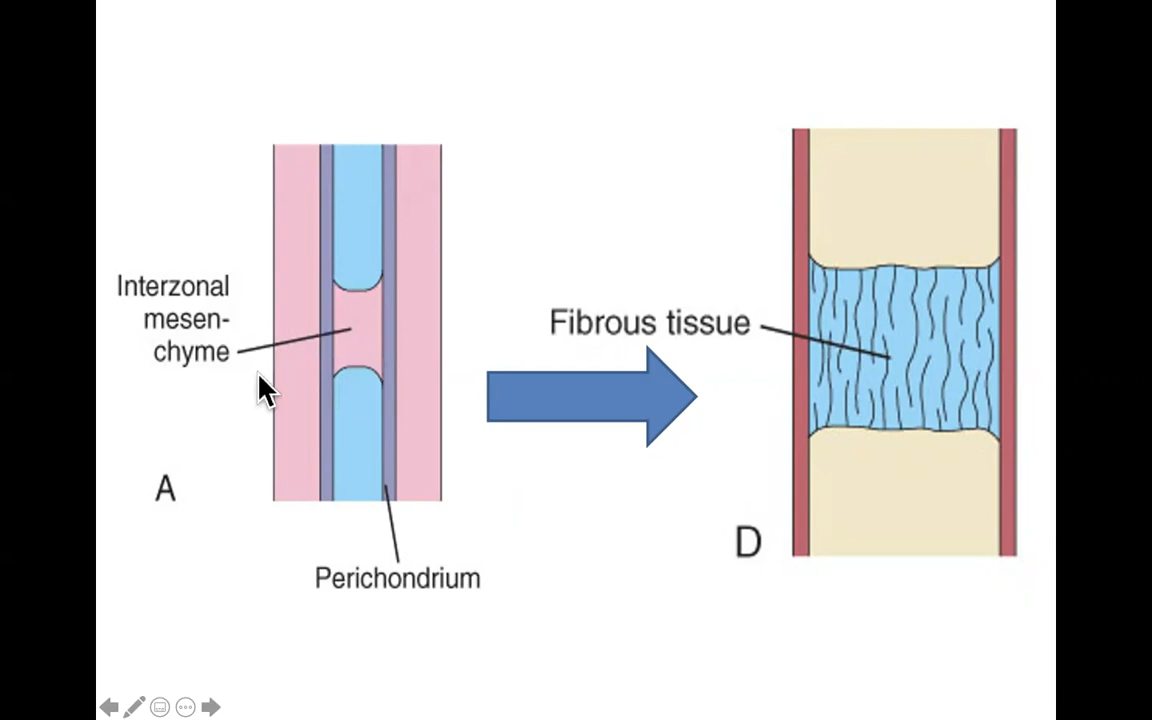 Interzonal
mesen-
chyme
Fibrous tissue
A
D
Perichondrium